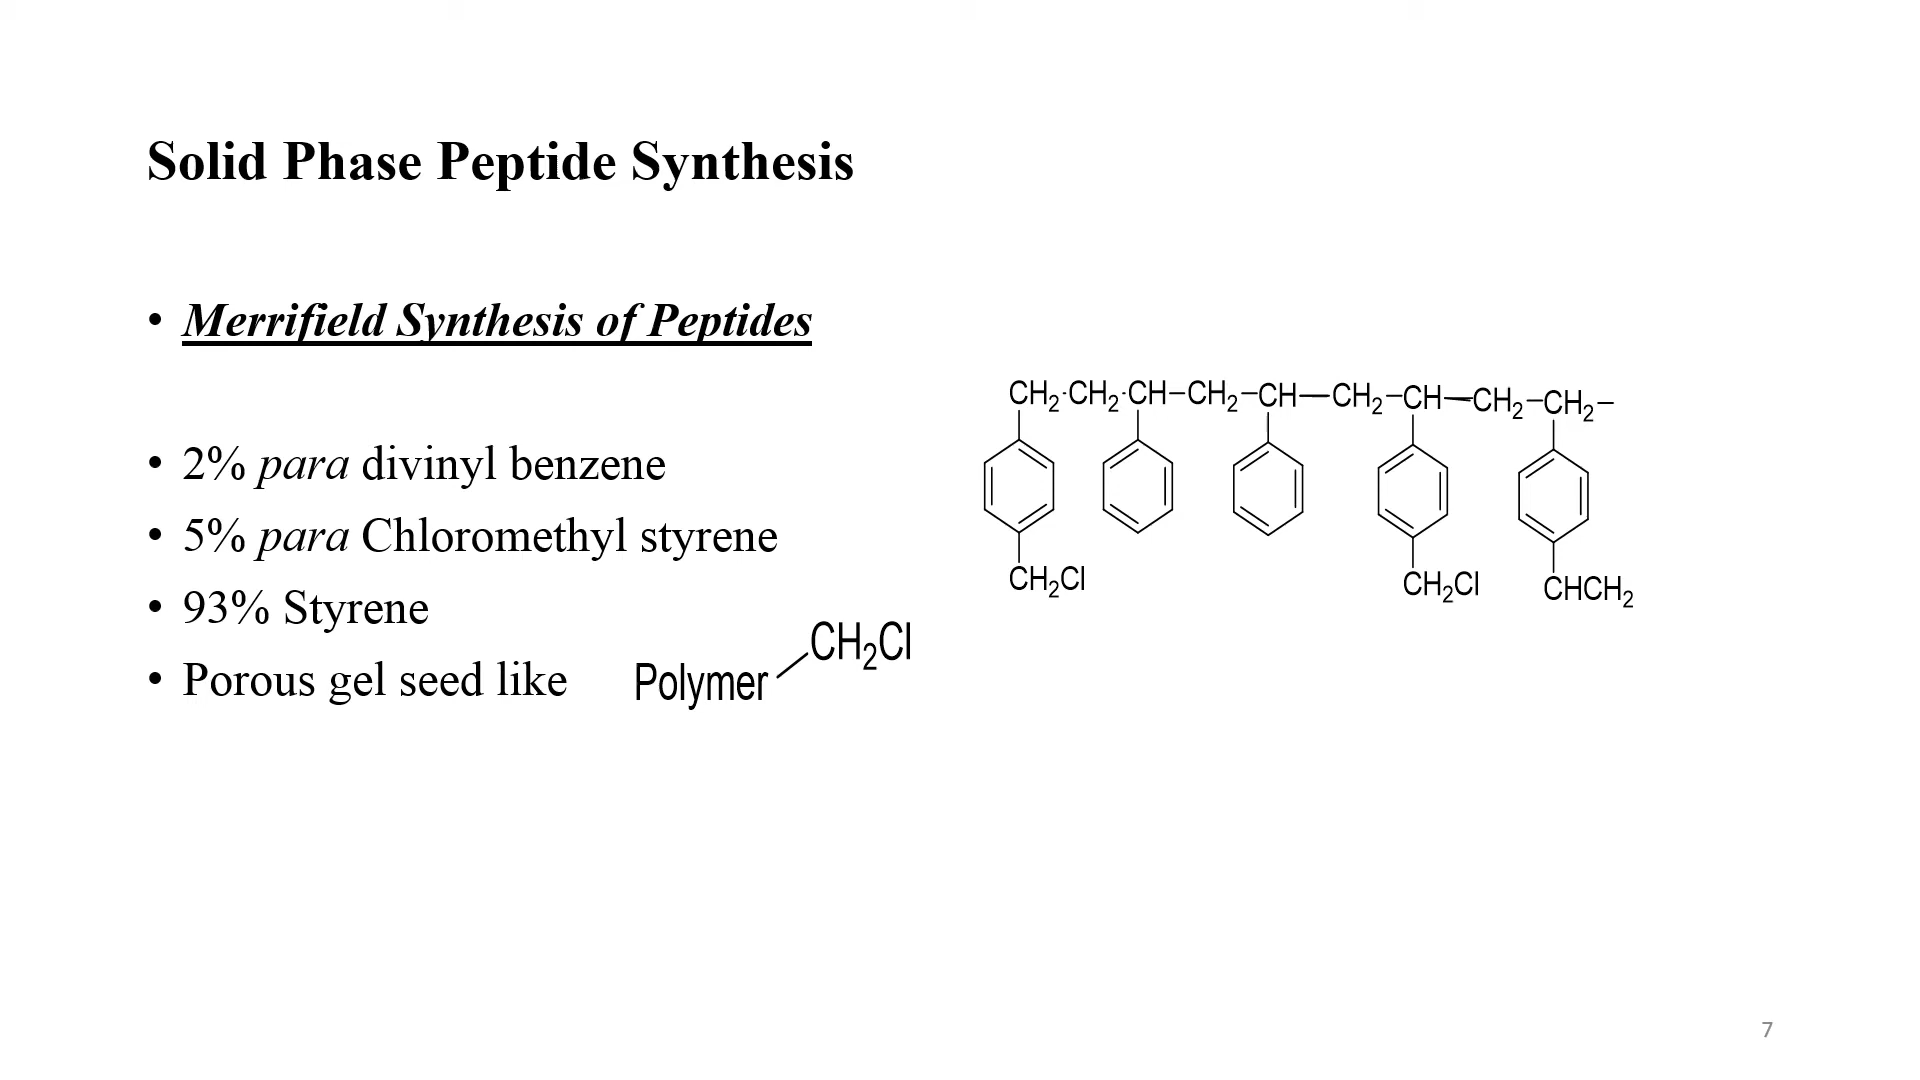 Solid Phase Peptide Synthesis
• Merrifield Synthesis of Peptides
• 2% para divinyl benzene
• 5% para Chloromethyl styrene
• 93% Styrene
• Porous gel seed like
Polymer CH₂Cl
CH₂-CH₂-CH–CH₂–CH—CH₂–CH—CH₂–CH₂–
CH₂Cl CH₂Cl CHCH₂
7